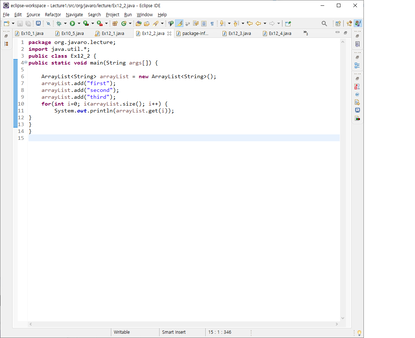 eclipse-workspace - Lecture1/src/org/javaro/lecture/Ex12_2.java - Eclipse IDE
File Edit Source Refactor Navigate Search Project Run Window Help
Ex10_1.java Ex10_5.java Ex12_1.java Ex12_2.java package-inf... Ex12_3.java Ex12_4.java
1 package org.javaro.lecture;
2 import java.util.*;
3 public class Ex12_2 {
4 public static void main(String args[]) {
5
6 ArrayList<String> arrayList = new ArrayList<String>();
7 arrayList.add("first");
8 arrayList.add("second");
9 arrayList.add("third");
10 for(int i=0; i<arrayList.size(); i++) {
11 System.out.println(arrayList.get(i));
12 }
13 }
14 }
15
Writable Smart Insert 15 : 1 : 346